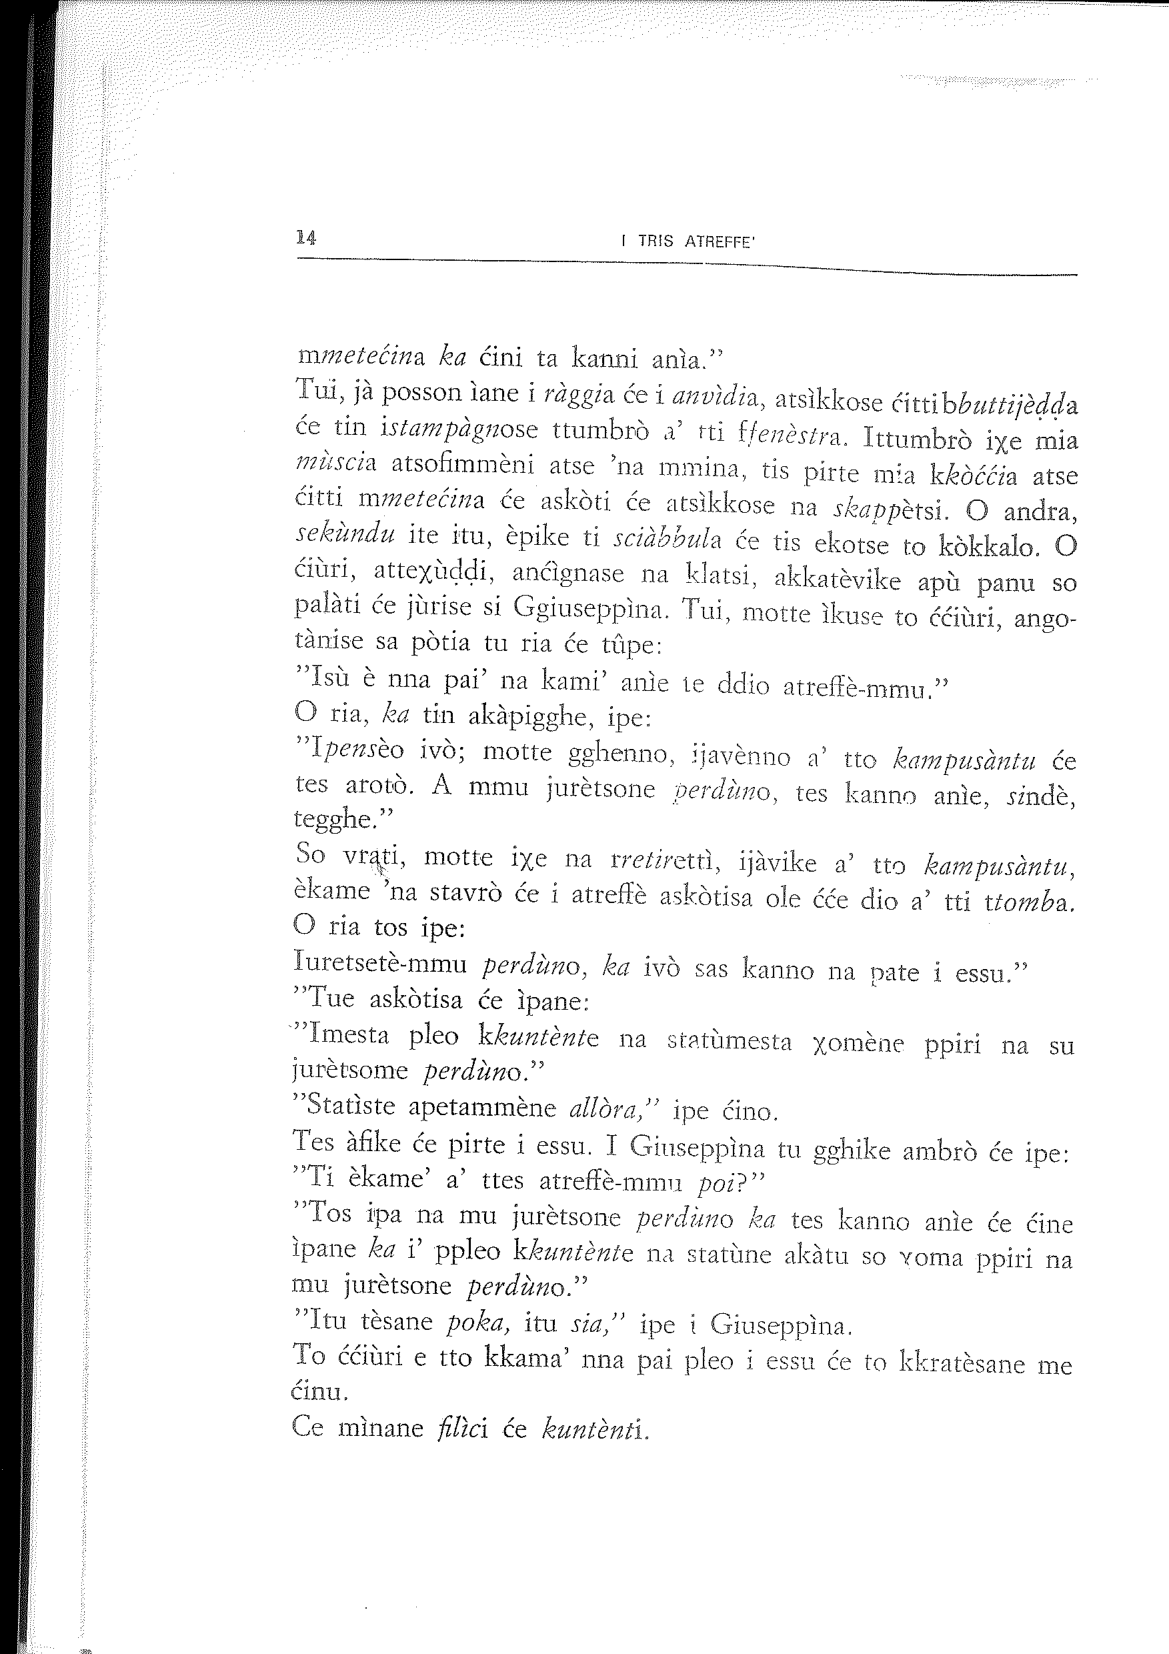 14 I TRIS ATREFFE'
mmetećina ka ćini ta kanni anìa.”
Tui, jà posson ìane i ràggia će i anvìdia, atsìkkose ćittibbuttijèḍḍa
će tin istampàgnose ttumbrò a’ tti ffenèstra. Ittumbrò iχe mia
mùscia atsofimmèni atse ’na mmina, tis pirte mia kkòććia atse
ćitti mmetećina će askòti će atsìkkose na skappètsi. O andra,
sekùndu ite itu, èpike ti sciàbbula će tis ekotse to kòkkalo. O
ćiùri, atteχùḍḍi, anćìgnase na klatsi, akkatèvike apù panu so
palàti će jùrise si Ggiuseppìna. Tui, motte ìkuse to ććiùri, ango-
tànise sa pòtia tu ria će tûpe:
”Isù è nna pai’ na kami’ anìe te ddio atreffè-mmu.”
O ria, ka tin akàpigghe, ipe:
”Ipensèo ivò; motte gghenno, ijavènno a’ tto kampusàntu će
tes arotò. A mmu jurètsone perdùno, tes kanno anìe, sindè,
tegghe.”
So vrati, motte iχe na rretirettì, ijàvike a’ tto kampusàntu,
èkame ’na stavrò će i atreffè askòtisa ole ćće dio a’ tti ttomba.
O ria tos ipe:
Iuretsetè-mmu perdùno, ka ivò sas kanno na pate i essu.”
”Tue askòtisa će ìpane:
”Imesta pleo kkuntènte na statùmesta χomène ppiri na su
jurètsome perdùno.”
”Statìste apetammène allòra,” ipe ćino.
Tes àfike će pirte i essu. I Giuseppìna tu gghike ambrò će ipe:
”Ti èkame’ a’ ttes atreffè-mmu poi?”
”Tos ipa na mu jurètsone perdùno ka tes kanno anìe će ćine
ìpane ka i’ ppleo kkuntènte na statùne akàtu so χoma ppiri na
mu jurètsone perdùno.”
”Itu tèsane poka, itu sia,” ipe i Giuseppìna.
To ććiùri e tto kkama’ nna pai pleo i essu će to kkratèsane me
ćinu.
Ce mìnane filìci će kuntènti.